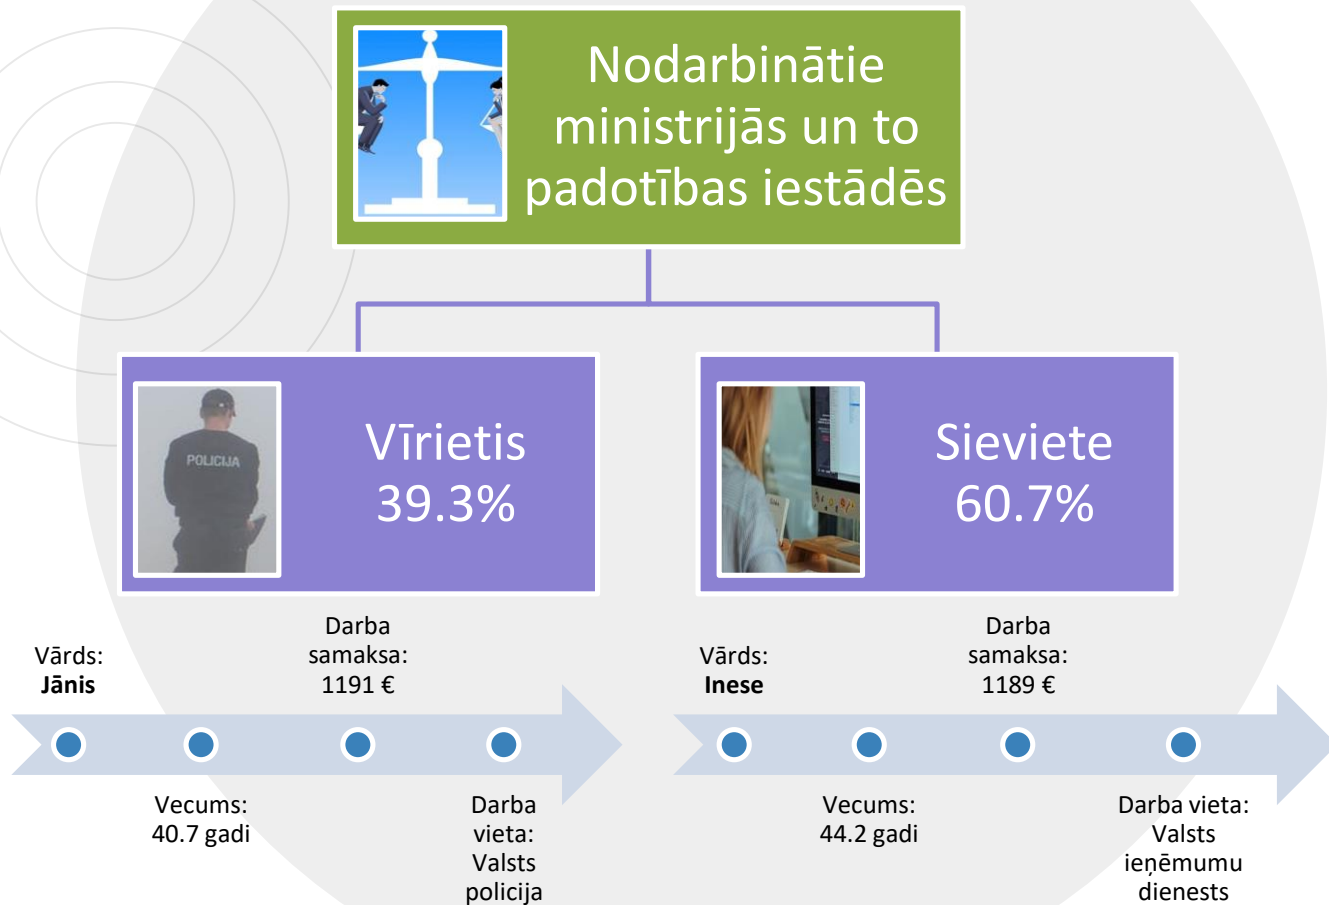 Nodarbinātie
ministrijās un to
padotības iestādēs
POLICIJA
Vīrietis
39.3%
Sieviete
60.7%
Vārds:
Jānis
Darba
samaksa:
1191 €
Vecums:
40.7 gadi
Darba
vieta:
Valsts
policija
Vārds:
Inese
Darba
samaksa:
1189 €
Vecums:
44.2 gadi
Darba vieta:
Valsts
ieņēmumu
dienests